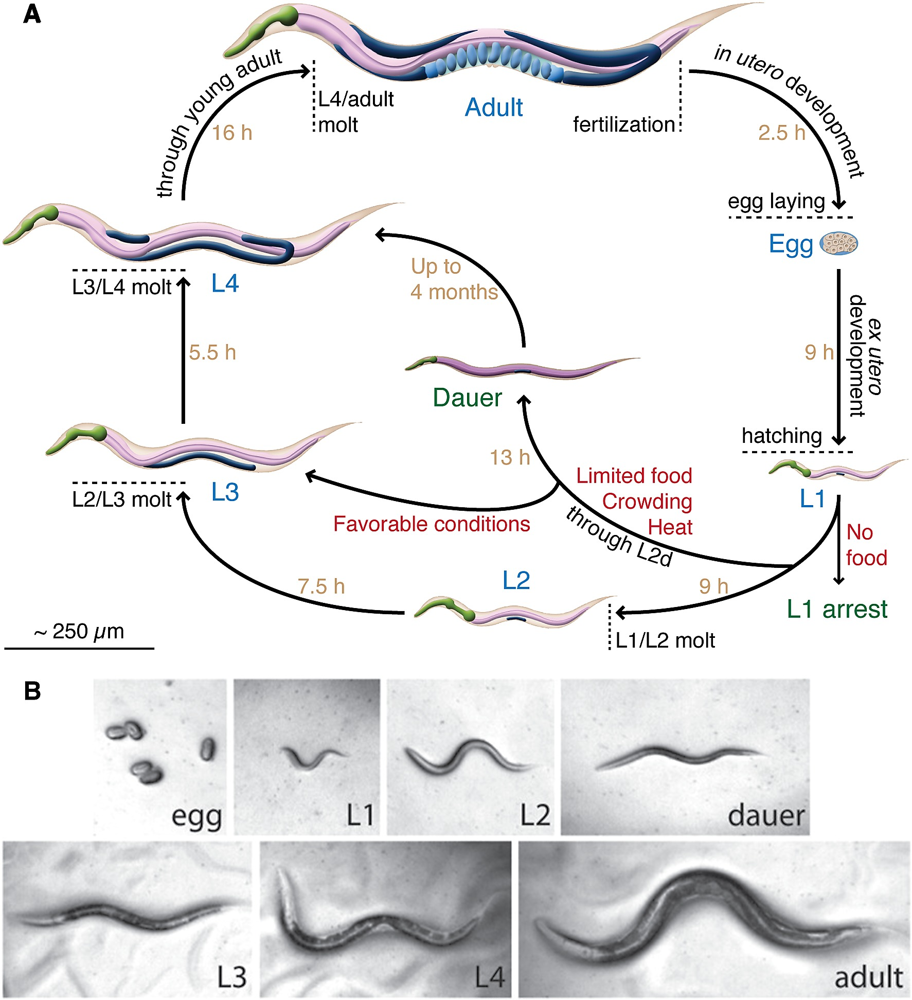 A
through young adult
16 h
L4/adult
molt
Adult
fertilization
in utero development
2.5 h
egg laying
Egg
L3/L4 molt
L4
Up to
4 months
ex utero
development
9 h
5.5 h
Dauer
hatching
13 h
Limited food
Crowding
Heat
through L2d
L2/L3 molt
L3
Favorable conditions
L1
No
food
L2
7.5 h
9 h
L1 arrest
~ 250 µm
L1/L2 molt
B
egg
L1
L2
dauer
L3
L4
adult